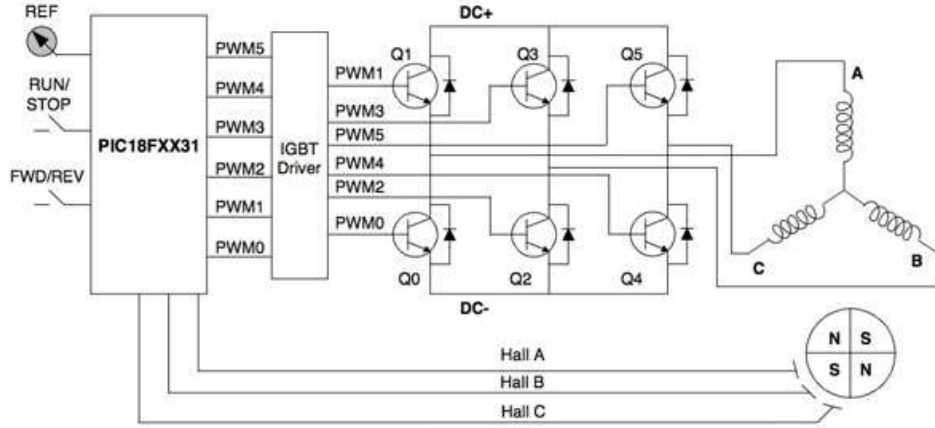 REF
RUN/
STOP
FWD/REV
PIC18FXX31
PWM5
PWM4
PWM3
PWM2
PWM1
PWM0
IGBT
Driver
PWM1
PWM3
PWM5
PWM4
PWM2
PWM0
DC+
Q1
Q3
Q5
Q0
Q2
Q4
DC-
A
C
B
Hall A
Hall B
Hall C
N S
S N